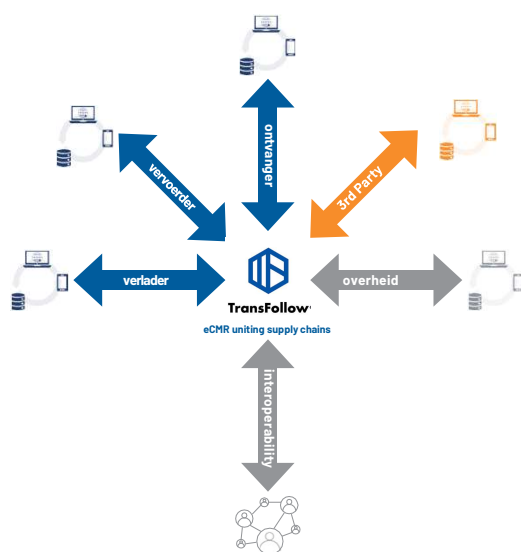 ontvanger
vervoerder
3rd Party
verlader
overheid
TransFollow
eCMR uniting supply chains
interoperability